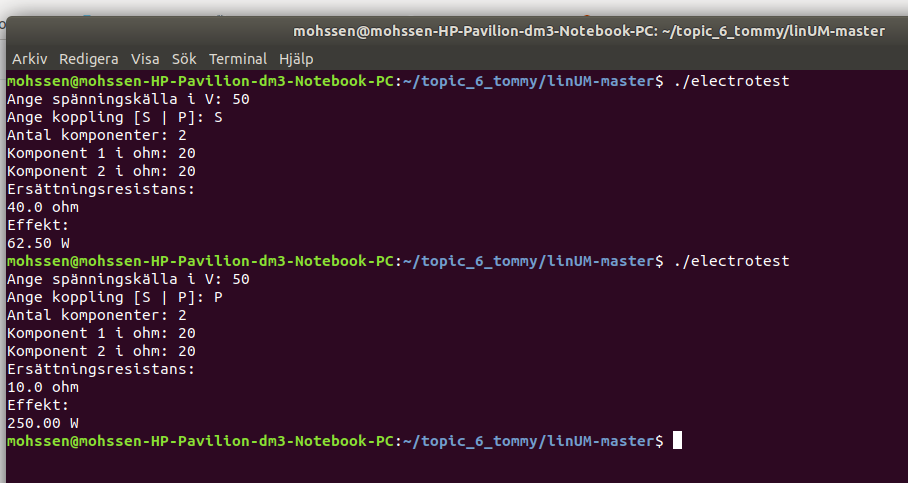 mohssen@mohssen-HP-Pavilion-dm3-Notebook-PC: ~/topic_6_tommy/linUM-master
Arkiv Redigera Visa Sök Terminal Hjälp
mohssen@mohssen-HP-Pavilion-dm3-Notebook-PC:~/topic_6_tommy/linUM-master$ ./electrotest
Ange spänningskälla i V: 50
Ange koppling [S | P]: S
Antal komponenter: 2
Komponent 1 i ohm: 20
Komponent 2 i ohm: 20
Ersättningsresistans:
40.0 ohm
Effekt:
62.50 W
mohssen@mohssen-HP-Pavilion-dm3-Notebook-PC:~/topic_6_tommy/linUM-master$ ./electrotest
Ange spänningskälla i V: 50
Ange koppling [S | P]: P
Antal komponenter: 2
Komponent 1 i ohm: 20
Komponent 2 i ohm: 20
Ersättningsresistans:
10.0 ohm
Effekt:
250.00 W
mohssen@mohssen-HP-Pavilion-dm3-Notebook-PC:~/topic_6_tommy/linUM-master$